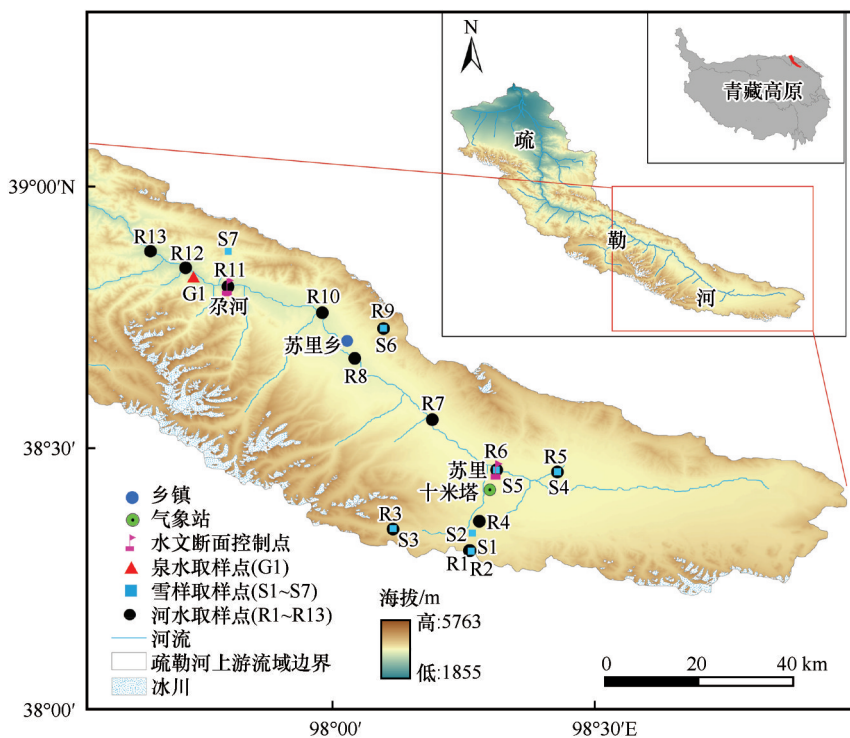 N
青藏高原
疏
勒
河
39°00′N
38°30′
38°00′
98°00′
98°30′E
R13
R12
S7
R11
G1
尕河
R10
R9
S6
苏里乡
R8
R7
R6
苏里
R5
S4
S5
十米塔
R3
S3
R4
S2
S1
R1
R2
乡镇
气象站
水文断面控制点
泉水取样点(G1)
雪样取样点(S1~S7)
河水取样点(R1~R13)
河流
疏勒河上游流域边界
冰川
海拔/m
高:5763
低:1855
0 20 40 km